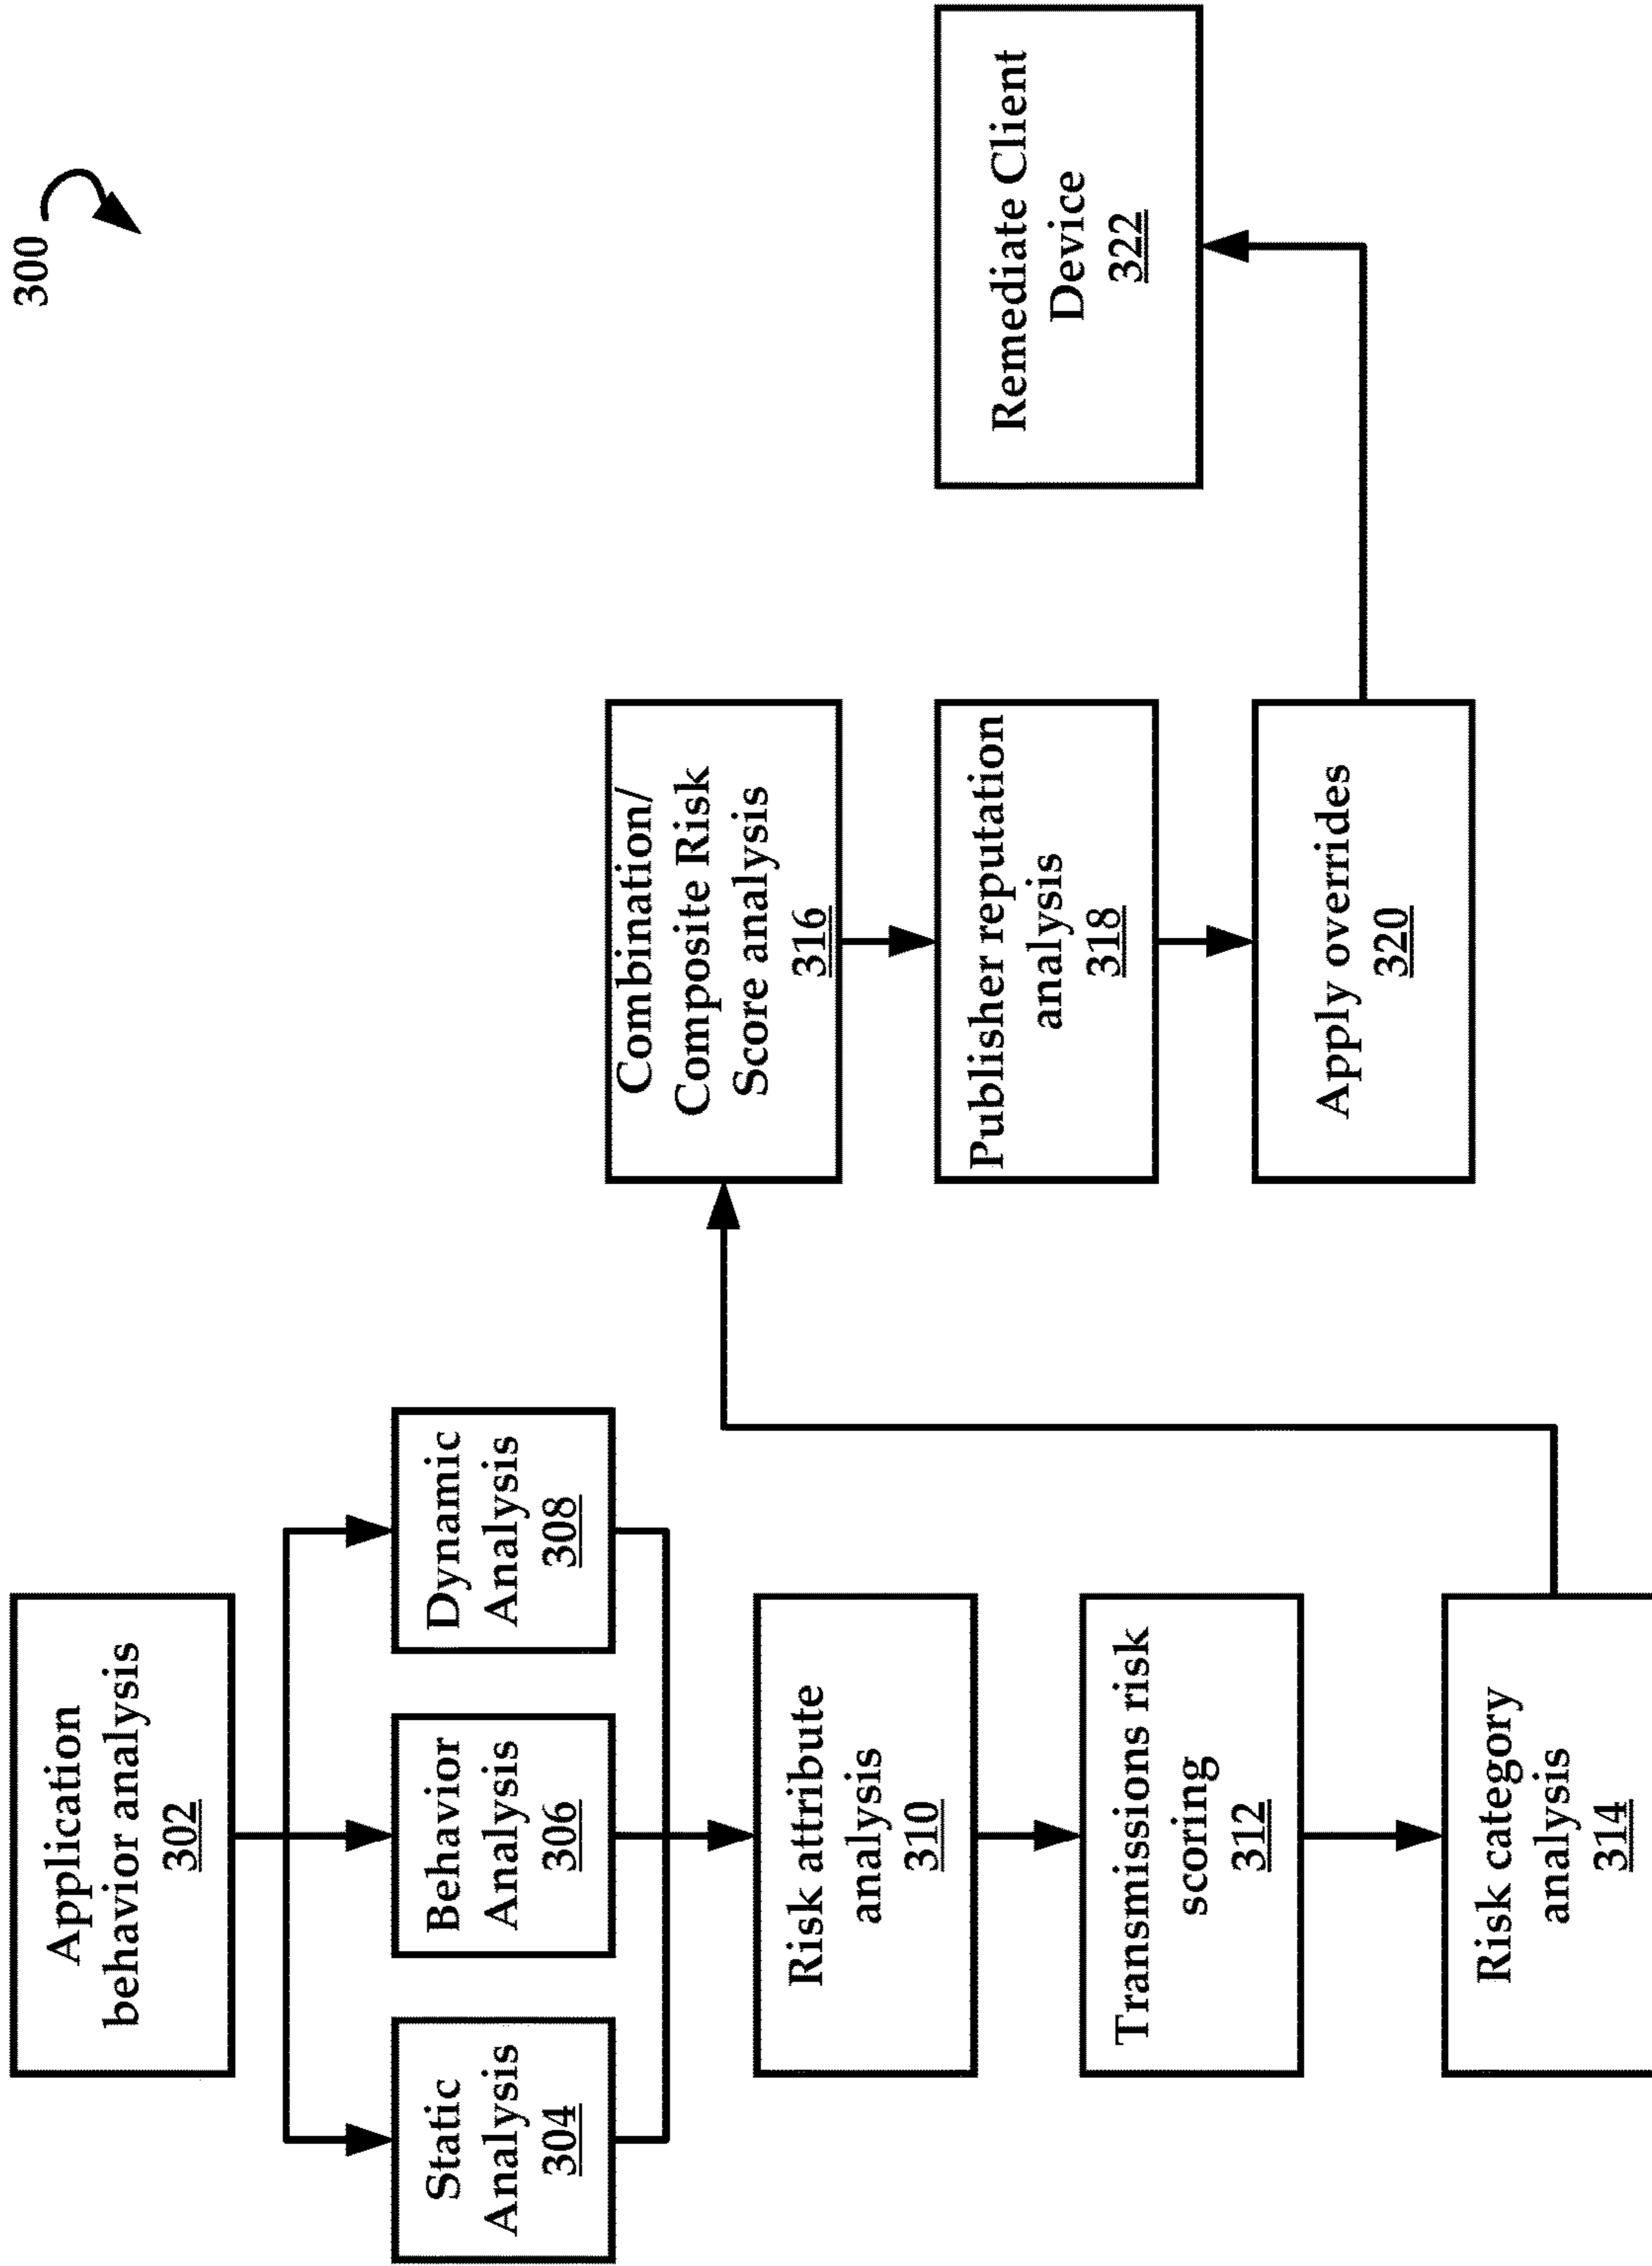 300
Application
behavior analysis
302
Static
Analysis
304
Behavior
Analysis
306
Dynamic
Analysis
308
Risk attribute
analysis
310
Transmissions risk
scoring
312
Risk category
analysis
314
Combination/
Composite Risk
Score analysis
316
Publisher reputation
analysis
318
Apply overrides
320
Remediate Client
Device
322